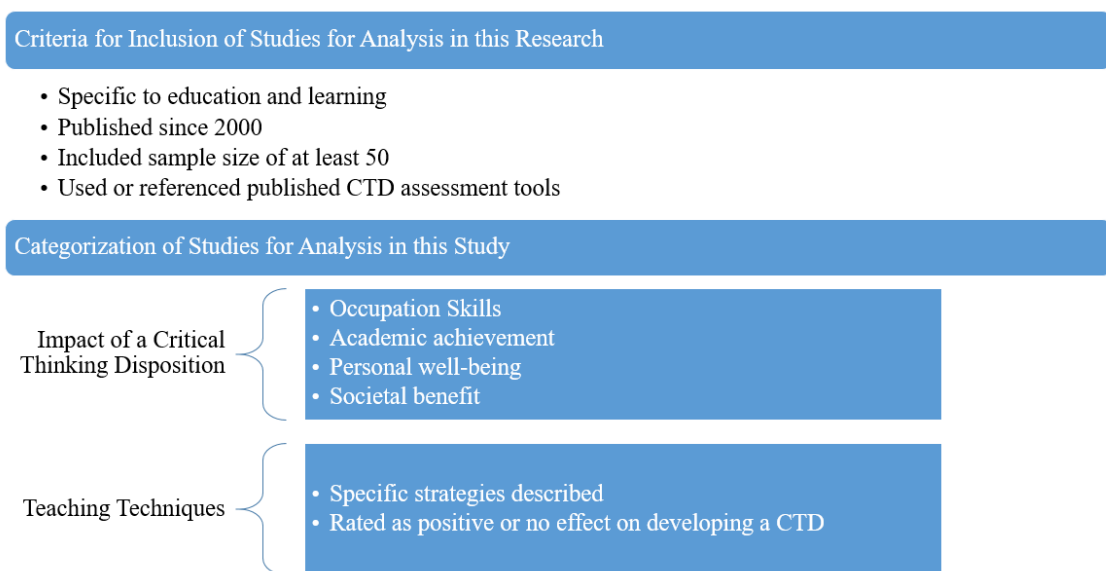 Criteria for Inclusion of Studies for Analysis in this Research
• Specific to education and learning
• Published since 2000
• Included sample size of at least 50
• Used or referenced published CTD assessment tools
Categorization of Studies for Analysis in this Study
Impact of a Critical
Thinking Disposition
• Occupation Skills
• Academic achievement
• Personal well-being
• Societal benefit
Teaching Techniques
• Specific strategies described
• Rated as positive or no effect on developing a CTD